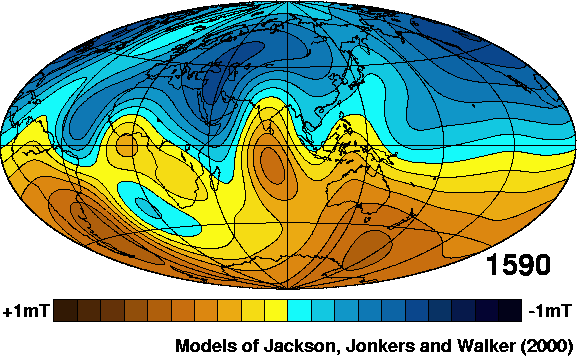 1590
+1mT -1mT
Models of Jackson, Jonkers and Walker (2000)